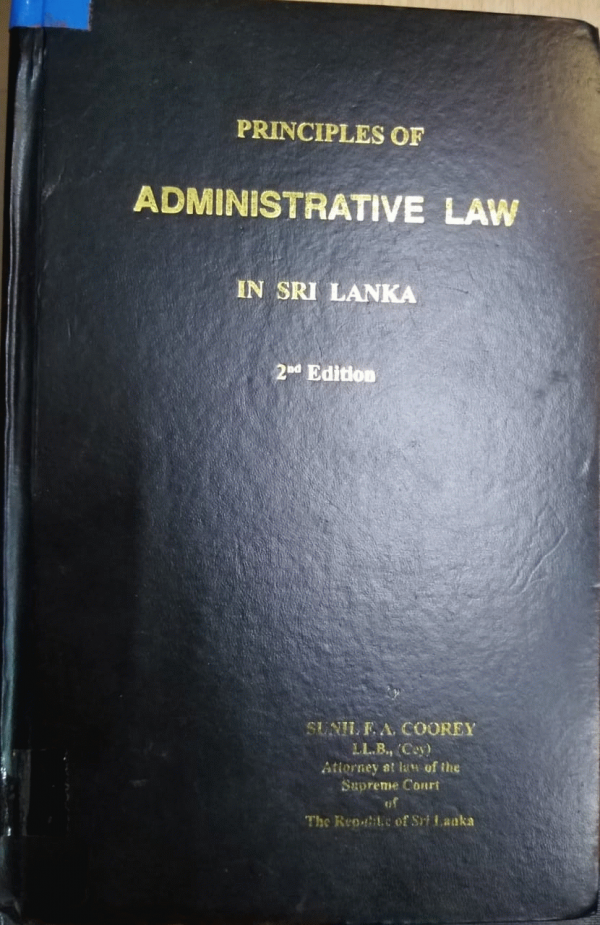 PRINCIPLES OF
ADMINISTRATIVE LAW
IN SRI LANKA
2nd Edition
by
SUNIL F. A. COOREY
LL.B., (Cey)
Attorney at law of the
Supreme Court
of
The Republic of Sri Lanka